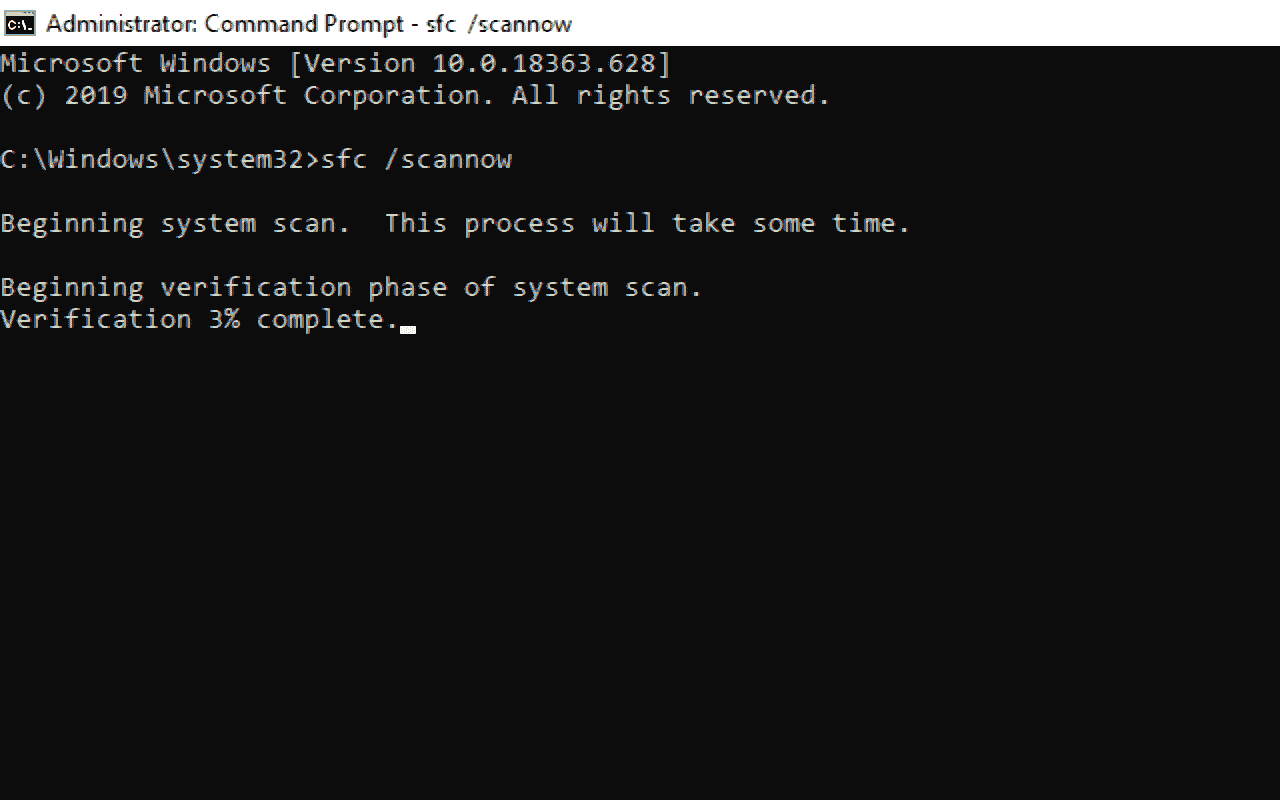 C:\_
Administrator: Command Prompt - sfc /scannow
Microsoft Windows [Version 10.0.18363.628]
(c) 2019 Microsoft Corporation. All rights reserved.
C:\Windows\system32>sfc /scannow
Beginning system scan.  This process will take some time.
Beginning verification phase of system scan.
Verification 3% complete.